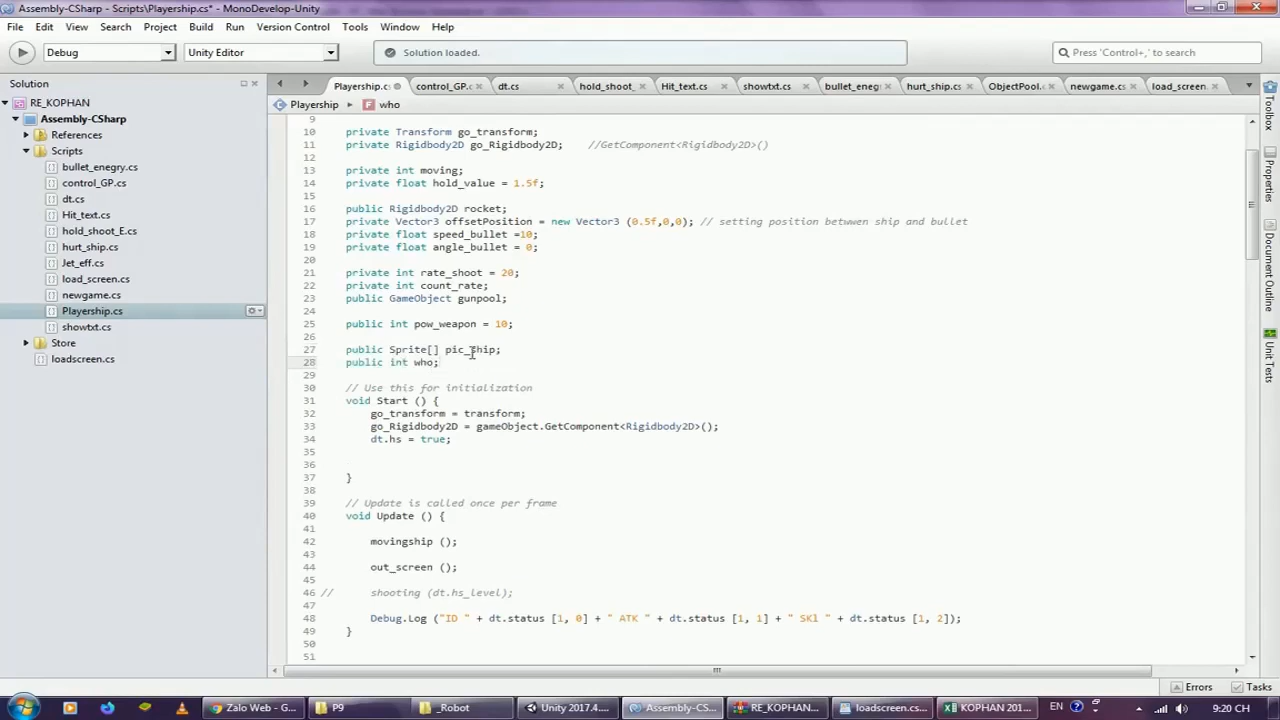 Assembly-CSharp - Scripts\Playership.cs* - MonoDevelop-Unity
File Edit View Search Project Build Run Version Control Tools Window Help
Debug Unity Editor Solution loaded. Press 'Control+,' to search
Solution
Playership.cs control_GP.c dt.cs hold_shoot_ Hit_text.cs showtxt.cs bullet_eneg hurt_ship.cs ObjectPool.c newgame.cs load_screen
RE_KOPHAN
Assembly-CSharp
References
Scripts
bullet_enegry.cs
control_GP.cs
dt.cs
Hit_text.cs
hold_shoot_E.cs
hurt_ship.cs
Jet_eff.cs
load_screen.cs
newgame.cs
Playership.cs
showtxt.cs
Store
loadscreen.cs
Playership who
9
10 private Transform go_transform;
11 private Rigidbody2D go_Rigidbody2D; //GetComponent<Rigidbody2D>()
12
13 private int moving;
14 private float hold_value = 1.5f;
15
16 public Rigidbody2D rocket;
17 private Vector3 offsetPosition = new Vector3 (0.5f,0,0); // setting position betwwen ship and bullet
18 private float speed_bullet =10;
19 private float angle_bullet = 0;
20
21 private int rate_shoot = 20;
22 private int count_rate;
23 public GameObject gunpool;
24
25 public int pow_weapon = 10;
26
27 public Sprite[] pic_ship;
28 public int who;
29
30 // Use this for initialization
31 void Start () {
32 go_transform = transform;
33 go_Rigidbody2D = gameObject.GetComponent<Rigidbody2D>();
34 dt.hs = true;
35
36
37 }
38
39 // Update is called once per frame
40 void Update () {
41
42 movingship ();
43
44 out_screen ();
45
46 // shooting (dt.hs_level);
47
48 Debug.Log ("ID " + dt.status [1, 0] + " ATK " + dt.status [1, 1] + " SKl " + dt.status [1, 2]);
49 }
50
51
Toolbox
Properties
Document Outline
Unit Tests
Errors Tasks
Zalo Web - G... P9 _Robot Unity 2017.4.... Assembly-CS... RE_KOPHAN... loadscreen.c... KOPHAN 201... EN 9:20 CH